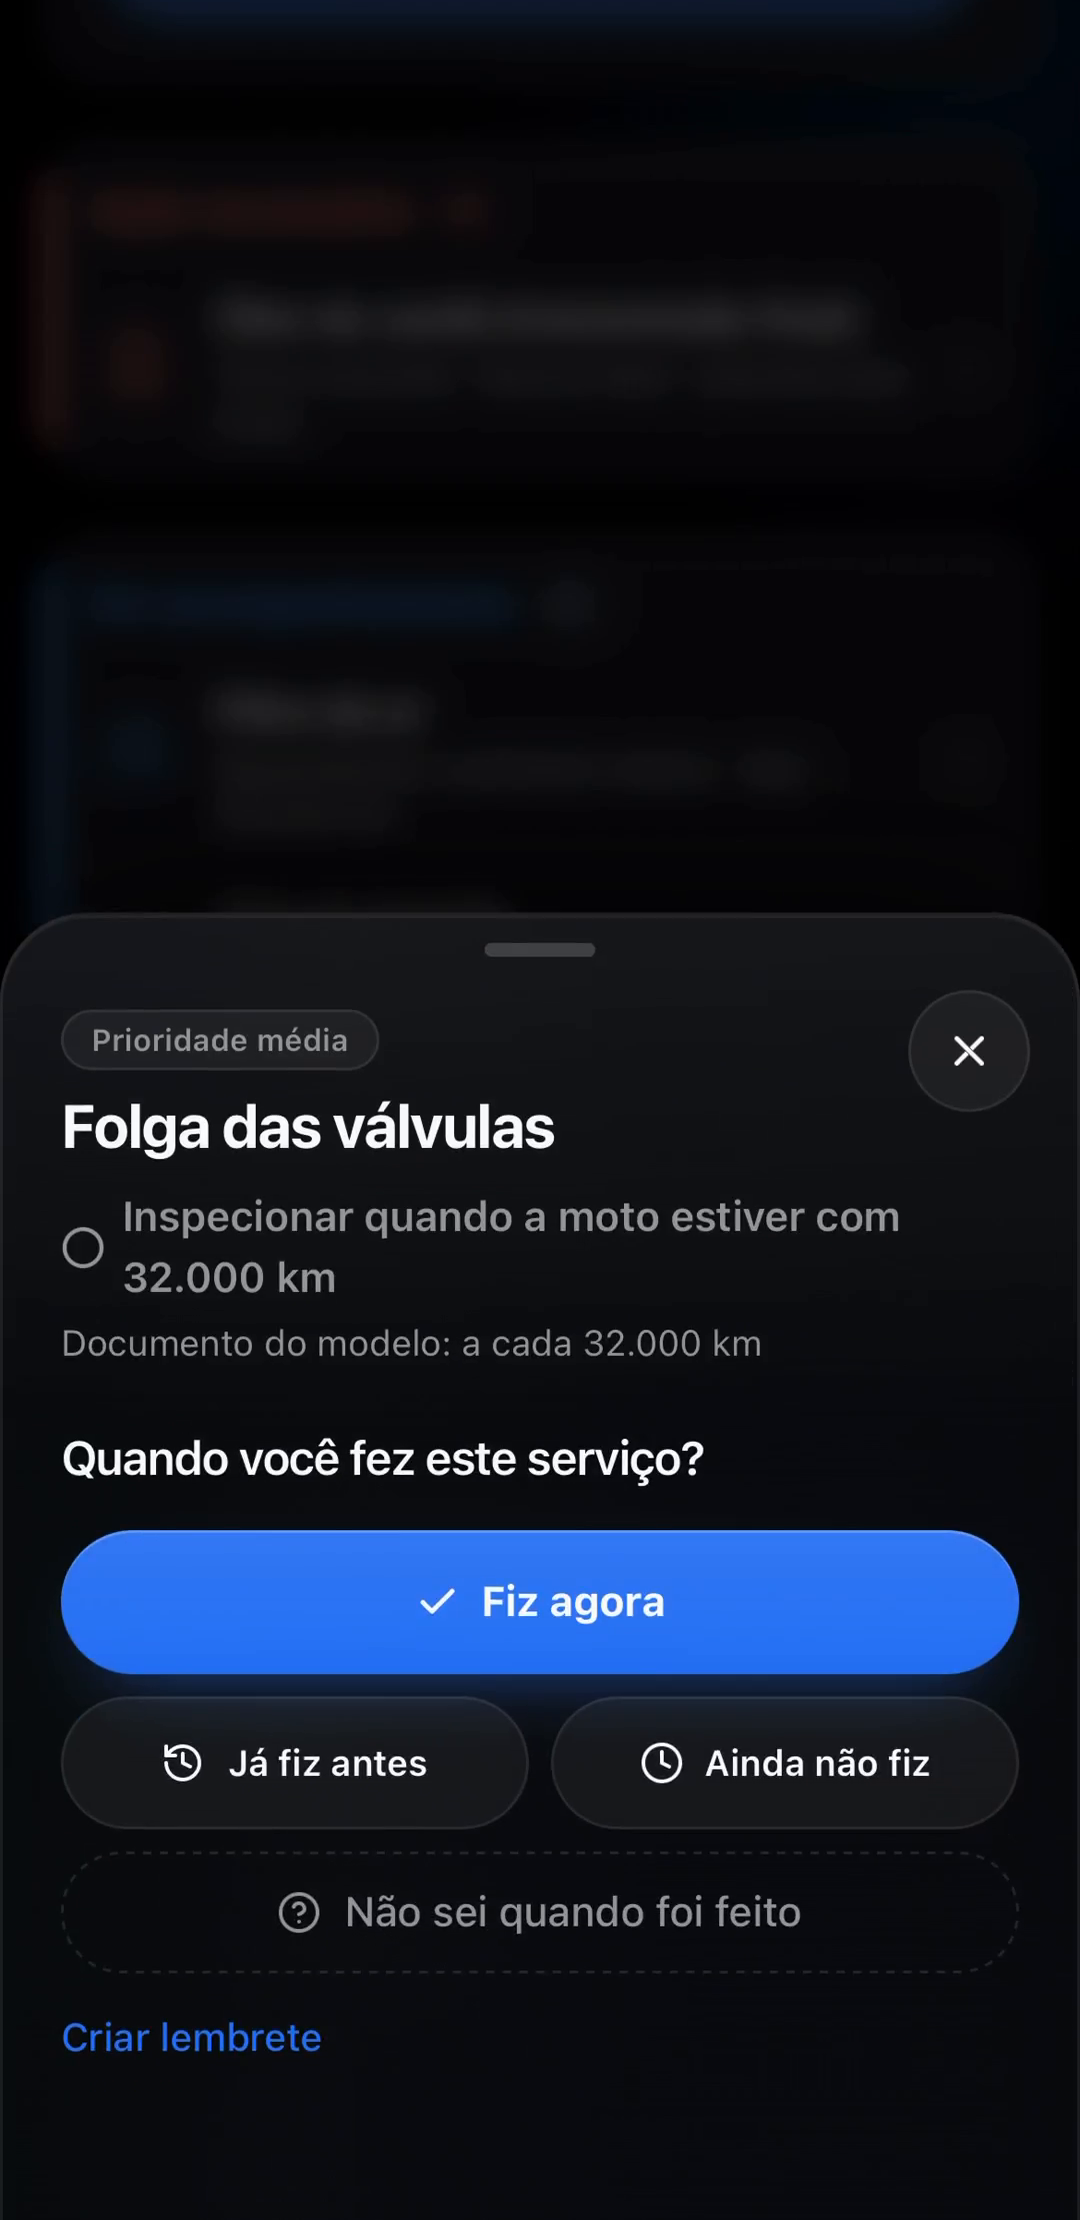 Prioridade média
Folga das válvulas
Inspecionar quando a moto estiver com
32.000 km
Documento do modelo: a cada 32.000 km
Quando você fez este serviço?
Fiz agora
Já fiz antes
Ainda não fiz
Não sei quando foi feito
Criar lembrete